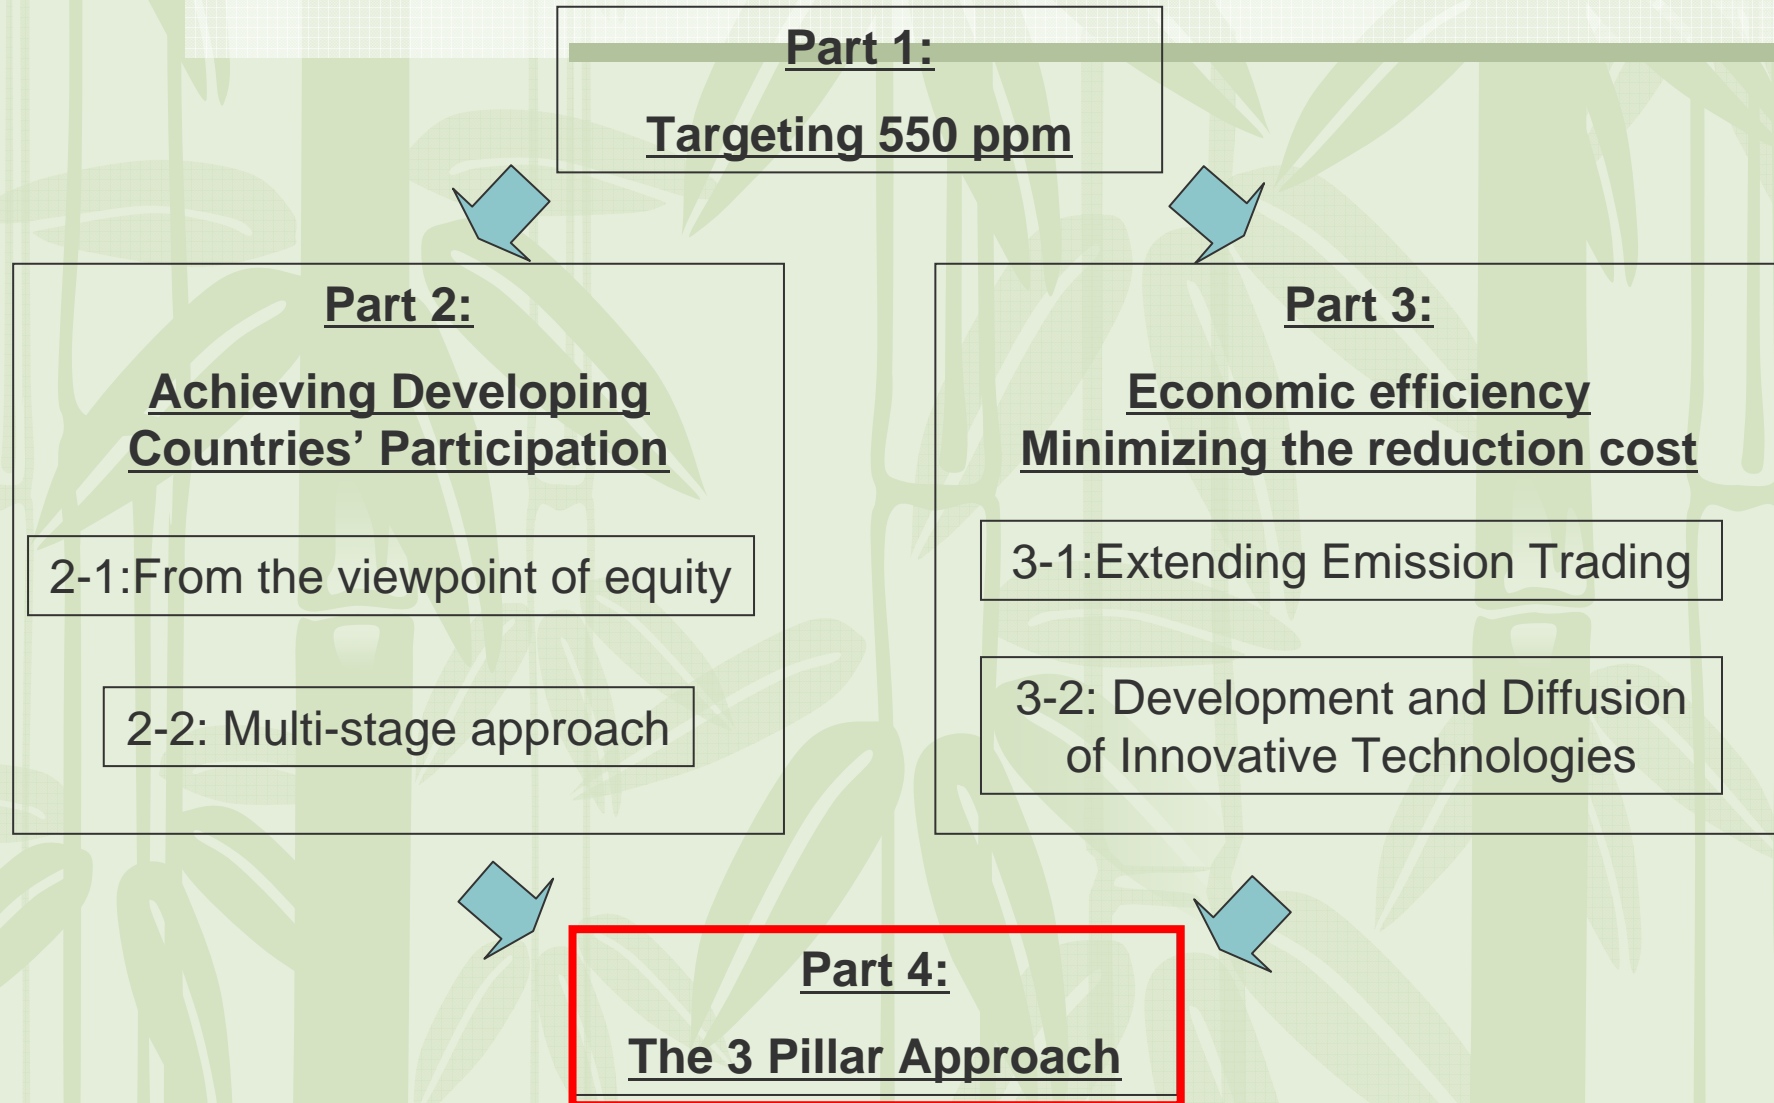 Part 1:
Targeting 550 ppm
Part 2:
Achieving Developing
Countries’ Participation
2-1:From the viewpoint of equity
2-2: Multi-stage approach
Part 3:
Economic efficiency
Minimizing the reduction cost
3-1:Extending Emission Trading
3-2: Development and Diffusion
of Innovative Technologies
Part 4:
The 3 Pillar Approach